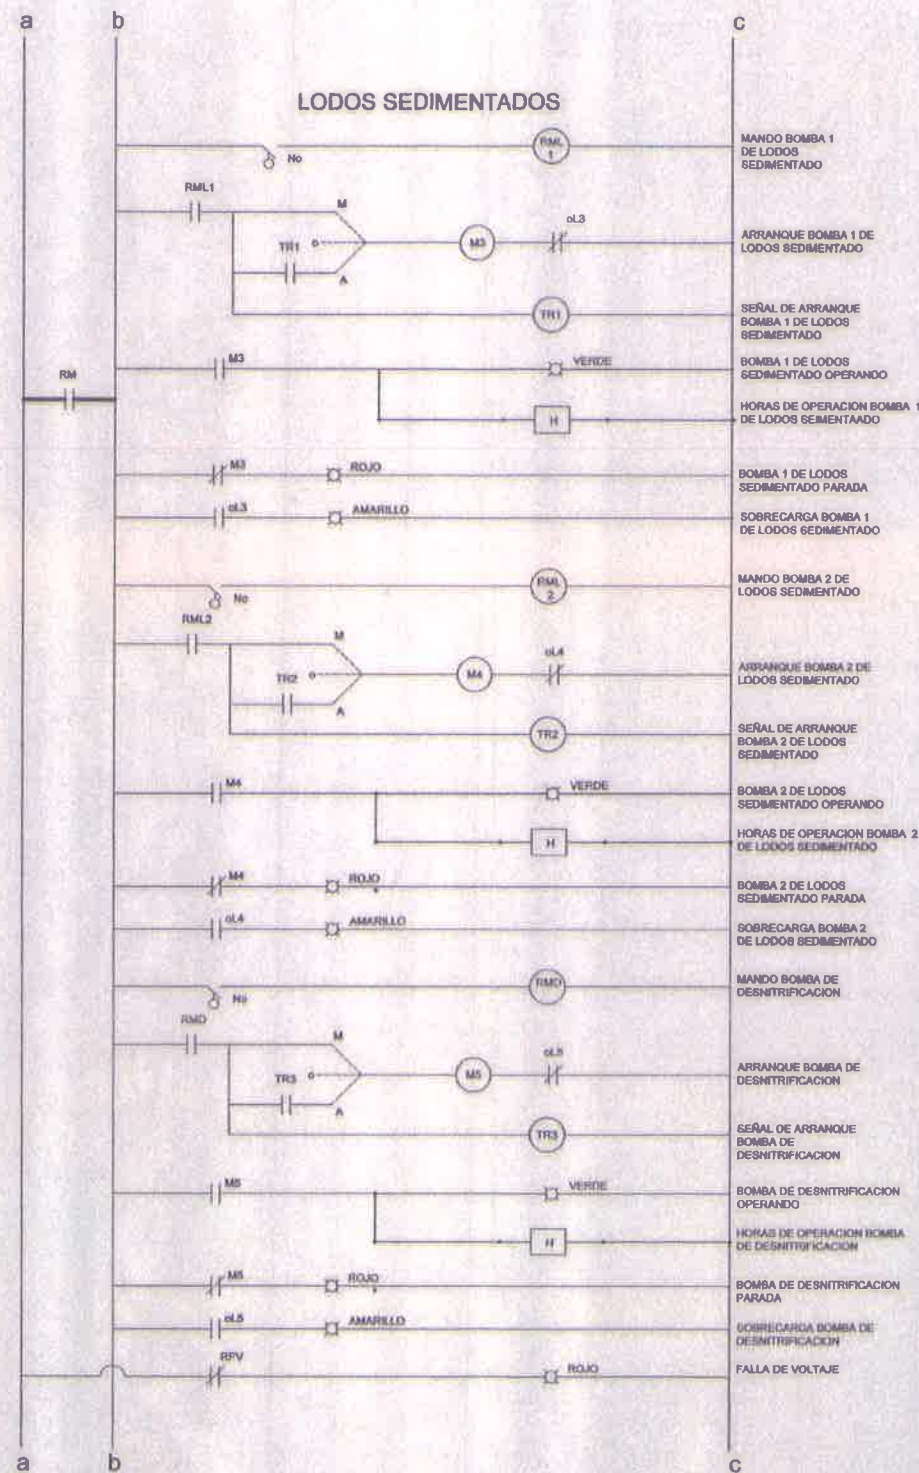 a b c
LODOS SEDIMENTADOS
No
RML
1
MANDO BOMBA 1
DE LODOS
SEDIMENTADO
RML1
M
TR1
A
M3
oL3
ARRANQUE BOMBA 1 DE
LODOS SEDIMENTADO
TR1
SEÑAL DE ARRANQUE
BOMBA 1 DE LODOS
SEDIMENTADO
RM
M3
VERDE
BOMBA 1 DE LODOS
SEDIMENTADO OPERANDO
H
HORAS DE OPERACION BOMBA 1
DE LODOS SEIMENTAADO
M3
ROJO
BOMBA 1 DE LODOS
SEDIMENTADO PARADA
oL3
AMARILLO
SOBRECARGA BOMBA 1
DE LODOS SEDIMENTADO
No
RML
2
MANDO BOMBA 2 DE
LODOS SEDIMENTADO
RML2
M
TR2
A
M4
oL4
ARRANQUE BOMBA 2 DE
LODOS SEDIMENTADO
TR2
SEÑAL DE ARRANQUE
BOMBA 2 DE LODOS
SEDIMENTADO
M4
VERDE
BOMBA 2 DE LODOS
SEDIMENTADO OPERANDO
H
HORAS DE OPERACION BOMBA 2
DE LODOS SEDIMENTADO
M4
ROJO
BOMBA 2 DE LODOS
SEDIMENTADO PARADA
oL4
AMARILLO
SOBRECARGA BOMBA 2
DE LODOS SEDIMENTADO
No
RMD
MANDO BOMBA DE
DESNITRIFICACION
RMD
M
TR3
A
M5
oL5
ARRANQUE BOMBA DE
DESNITRIFICACION
TR3
SEÑAL DE ARRANQUE
BOMBA DE
DESNITRIFICACION
M5
VERDE
BOMBA DE DESNITRIFICACION
OPERANDO
H
HORAS DE OPERACION BOMBA
DE DESNITRIFICACION
M5
ROJO
BOMBA DE DESNITRIFICACION
PARADA
oL5
AMARILLO
SOBRECARGA BOMBA DE
DESNITRIFICACION
RPV
ROJO
FALLA DE VOLTAJE
a b c